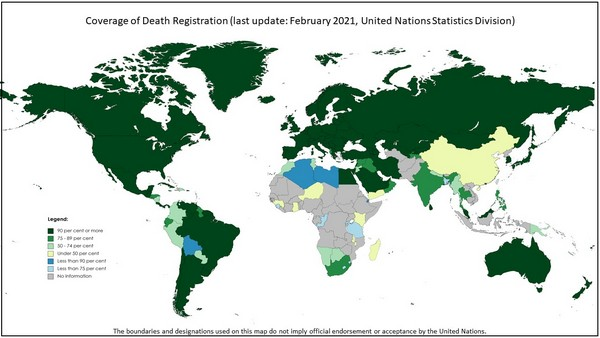 Coverage of Death Registration (last update: February 2021, United Nations Statistics Division)
Legend:
90 per cent or more
75 - 89 per cent
50 - 74 per cent
Under 50 per cent
Less than 90 per cent
Less than 75 per cent
No Information
The boundaries and designations used on this map do not imply official endorsement or acceptance by the United Nations.